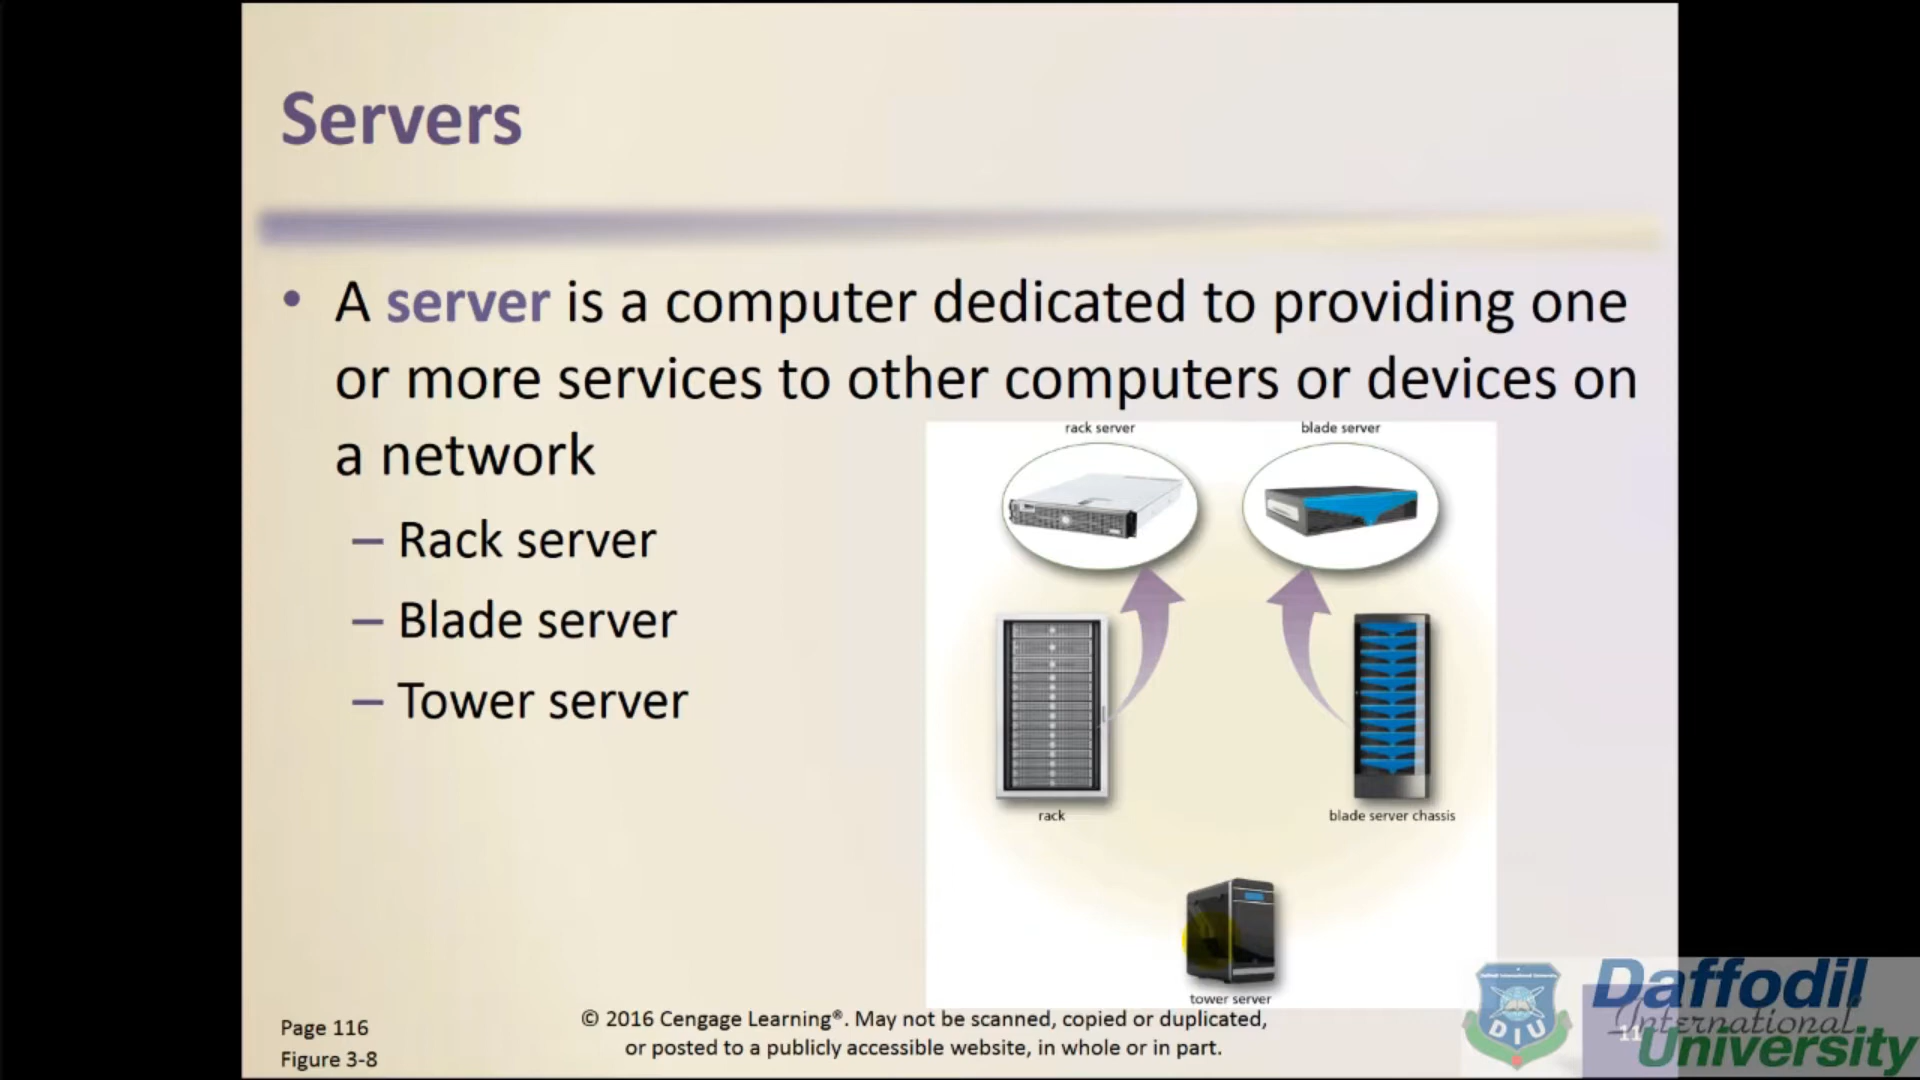 Servers
• A server is a computer dedicated to providing one
or more services to other computers or devices on
a network
– Rack server
– Blade server
– Tower server
rack server
blade server
rack
blade server chassis
tower server
Page 116
Figure 3-8
© 2016 Cengage Learning®. May not be scanned, copied or duplicated,
or posted to a publicly accessible website, in whole or in part.
DIU
Daffodil
International
University